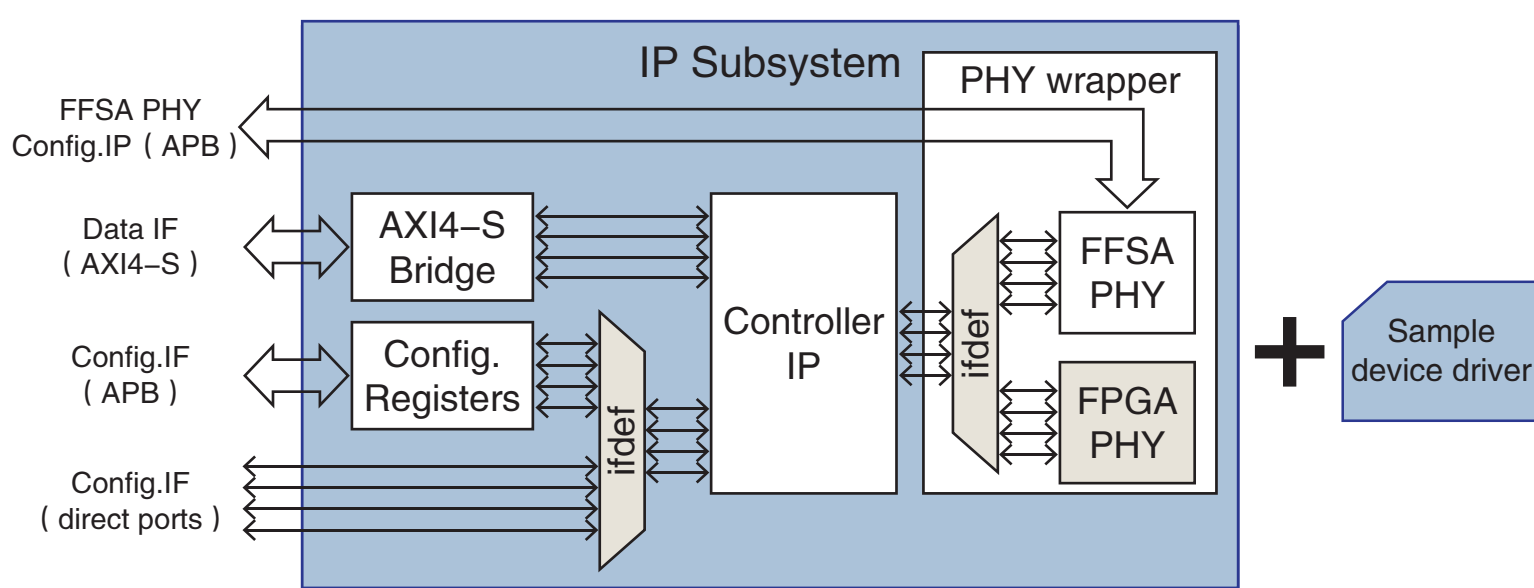 IP Subsystem
PHY wrapper
FFSA PHY
Config.IP ( APB )
Data IF
( AXI4–S )
AXI4–S
Bridge
Config.IF
( APB )
Config.
Registers
Config.IF
( direct ports )
ifdef
Controller
IP
ifdef
FFSA
PHY
FPGA
PHY
+
Sample
device driver